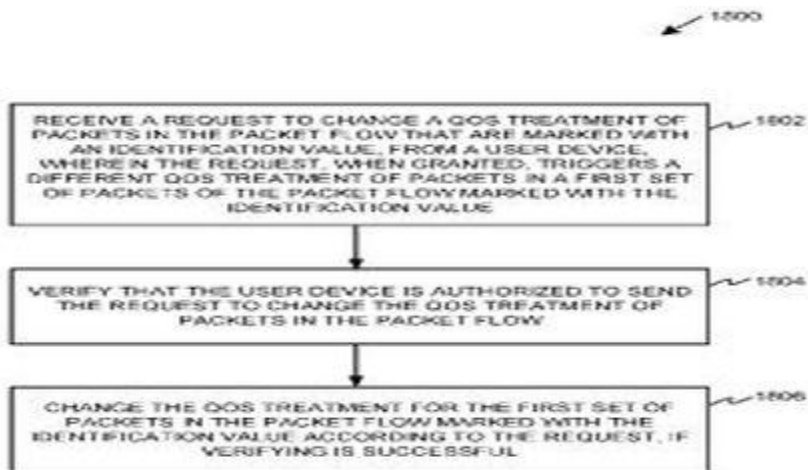 1800
RECEIVE A REQUEST TO CHANGE A QOS TREATMENT OF
PACKETS IN THE PACKET FLOW THAT ARE MARKED WITH
AN IDENTIFICATION VALUE, FROM A USER DEVICE,
WHEREIN THE REQUEST, WHEN GRANTED, TRIGGERS A
DIFFERENT QOS TREATMENT OF PACKETS IN A FIRST SET
OF PACKETS OF THE PACKET FLOW MARKED WITH THE
IDENTIFICATION VALUE
1802
VERIFY THAT THE USER DEVICE IS AUTHORIZED TO SEND
THE REQUEST TO CHANGE THE QOS TREATMENT OF
PACKETS IN THE PACKET FLOW
1804
CHANGE THE QOS TREATMENT FOR THE FIRST SET OF
PACKETS IN THE PACKET FLOW MARKED WITH THE
IDENTIFICATION VALUE ACCORDING TO THE REQUEST, IF
VERIFYING IS SUCCESSFUL
1806